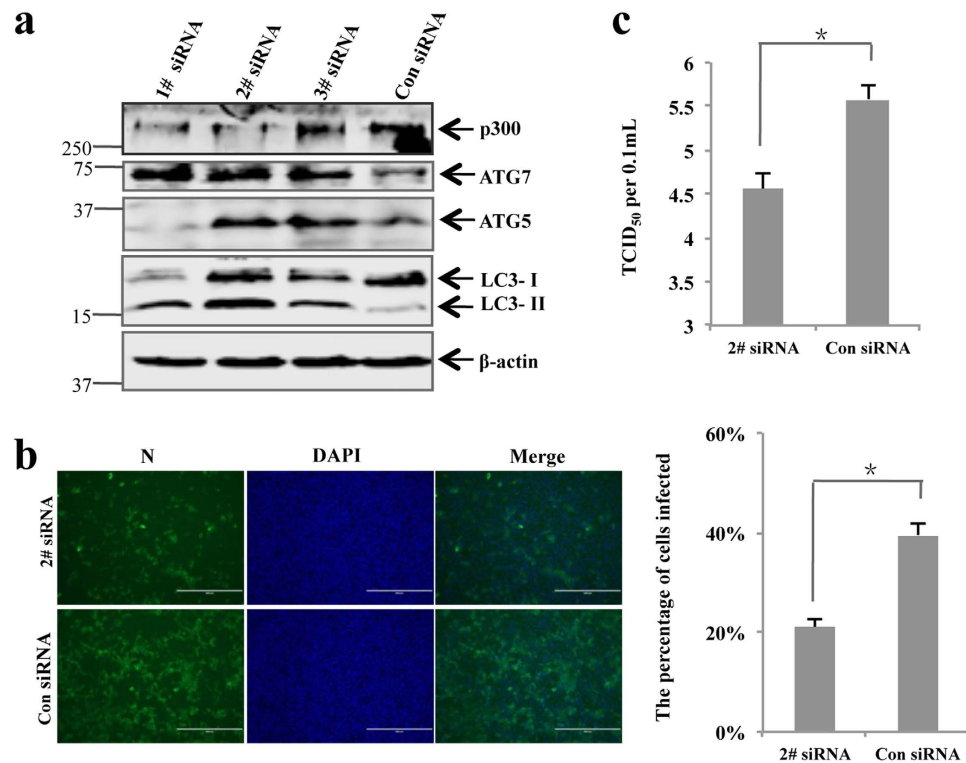 a
1# siRNA
2# siRNA
3# siRNA
Con siRNA
p300
250
75
ATG7
37
ATG5
LC3- I
LC3- II
15
β-actin
37
b
N
DAPI
Merge
2# siRNA
Con siRNA
c
*
TCID₅₀ per 0.1mL
6
5.5
5
4.5
4
3.5
3
2# siRNA
Con siRNA
*
The percentage of cells infected
60%
40%
20%
0%
2# siRNA
Con siRNA